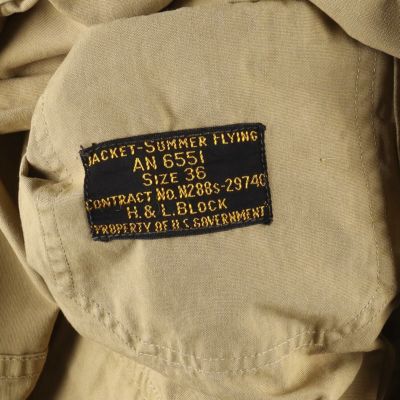 JACKET-SUMMER FLYING
AN 6551
SIZE 36
CONTRACT NO. N288s-29740
H. & L. BLOCK
PROPERTY OF U.S. GOVERNMENT